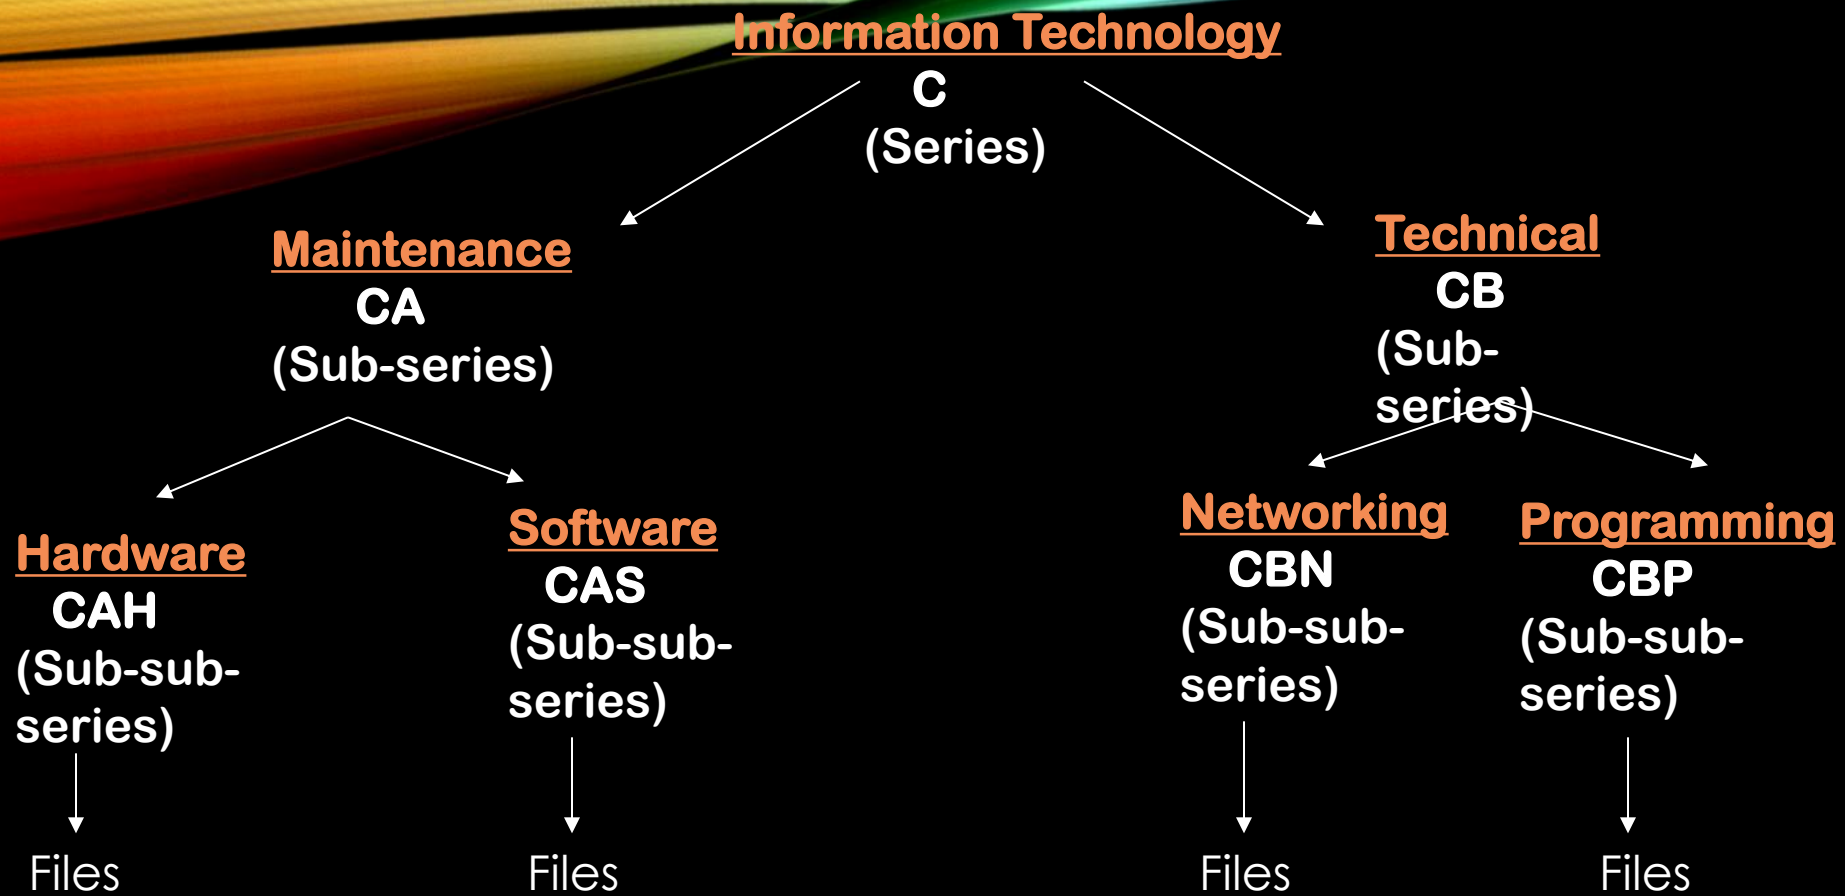 Information Technology
C
(Series)
Maintenance
CA
(Sub-series)
Technical
CB
(Sub-
series)
Hardware
CAH
(Sub-sub-
series)
Software
CAS
(Sub-sub-
series)
Networking
CBN
(Sub-sub-
series)
Programming
CBP
(Sub-sub-
series)
Files
Files
Files
Files